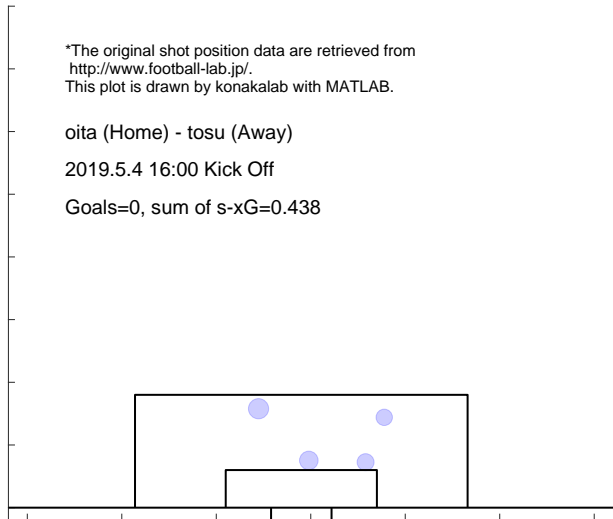 *The original shot position data are retrieved from
http://www.football-lab.jp/.
This plot is drawn by konakalab with MATLAB.
oita (Home) - tosu (Away)
2019.5.4 16:00 Kick Off
Goals=0, sum of s-xG=0.438